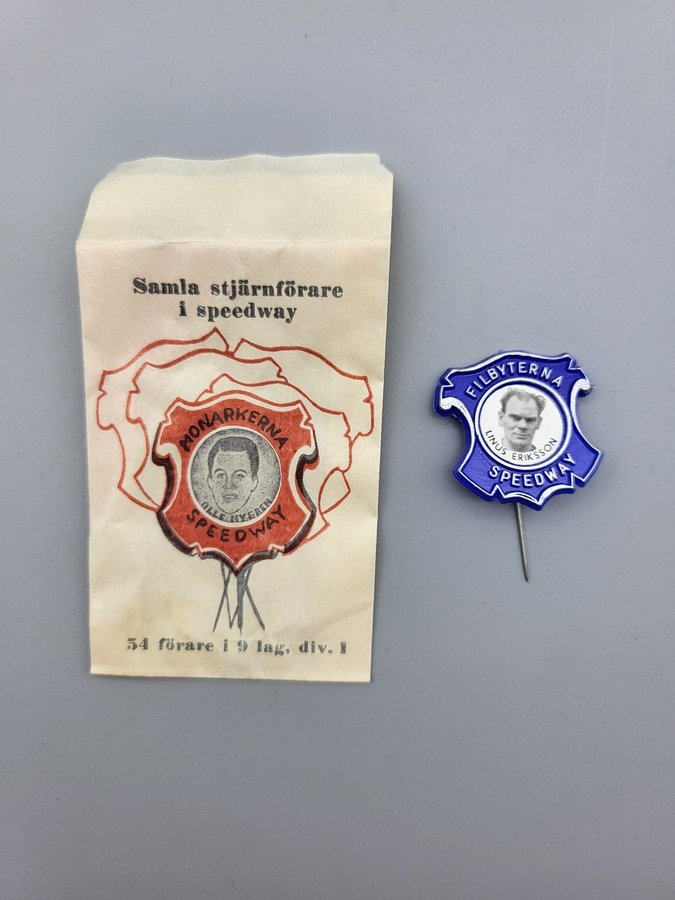 Samla stjärnförare
i speedway
MONARKERNA
OLLE NYGREN
SPEEDWAY
54 förare i 9 lag, div. I
FILBYTERNA
LINUS ERIKSSON
SPEEDWAY